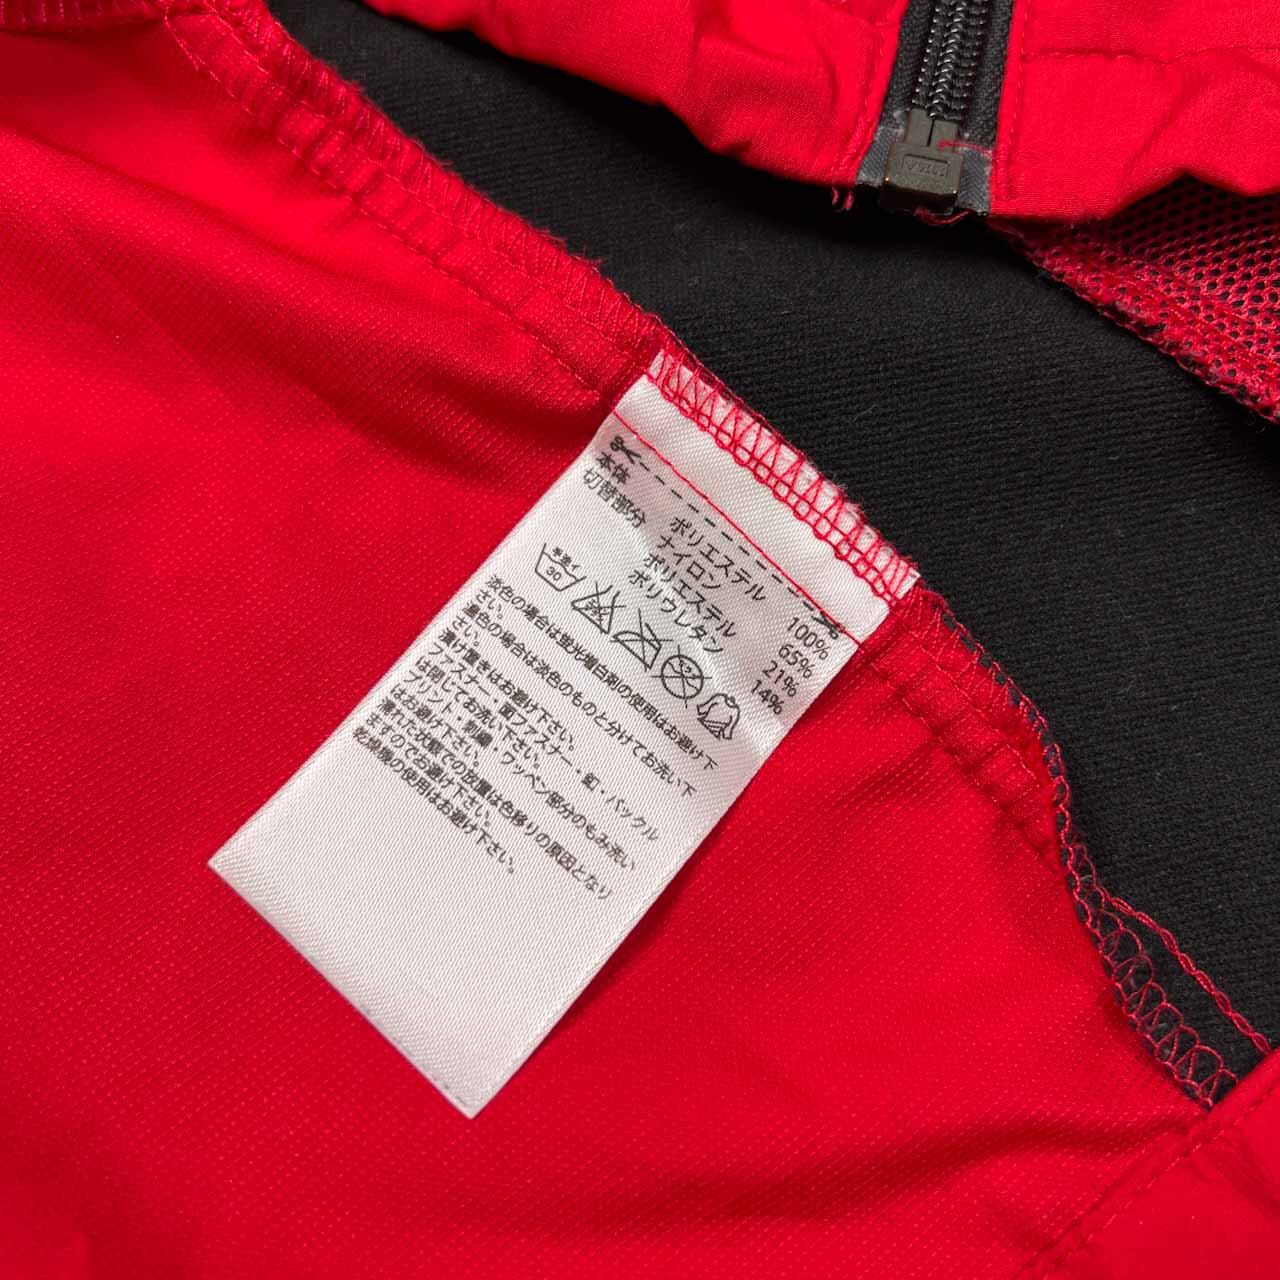 本体 ポリエステル 100%
切替部分 ナイロン 65%
ポリエステル 21%
ポリウレタン 14%
手洗イ
30
淡色の場合は蛍光増白剤の使用はお避け下
さい。
濃色の場合は淡色のものと分けてお洗い下
さい。
漬け置きはお避け下さい。
ファスナー・面ファスナー・釦・バックル
は閉じてお洗い下さい。
プリント・刺繍・ワッペン部分のもみ洗い
はお避け下さい。
濡れた状態での放置は色移りの原因となり
ますのでお避け下さい。
乾燥機の使用はお避け下さい。